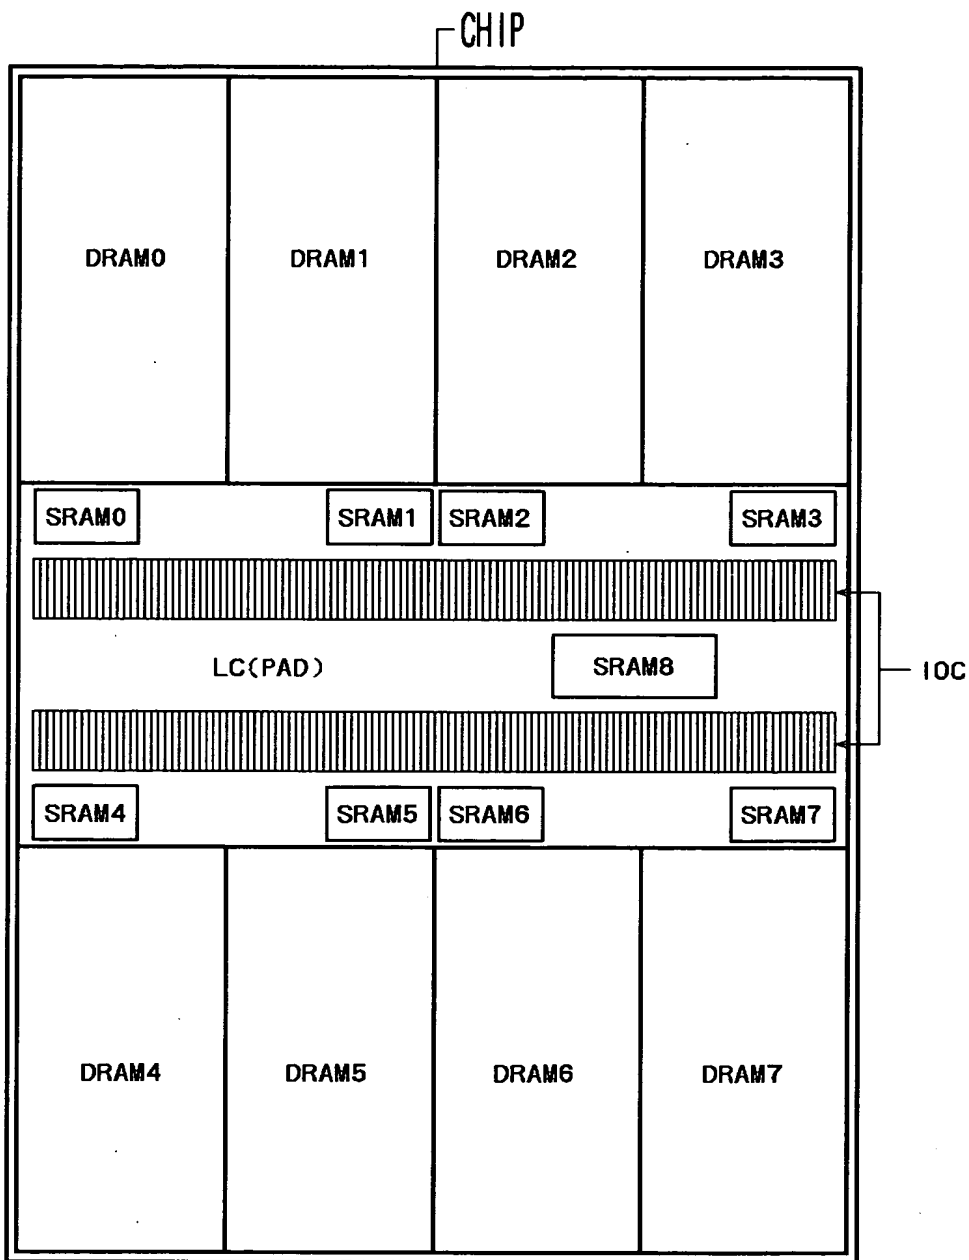 CHIP
DRAM0 DRAM1 DRAM2 DRAM3
SRAM0 SRAM1 SRAM2 SRAM3
LC(PAD) SRAM8 IOC
SRAM4 SRAM5 SRAM6 SRAM7
DRAM4 DRAM5 DRAM6 DRAM7